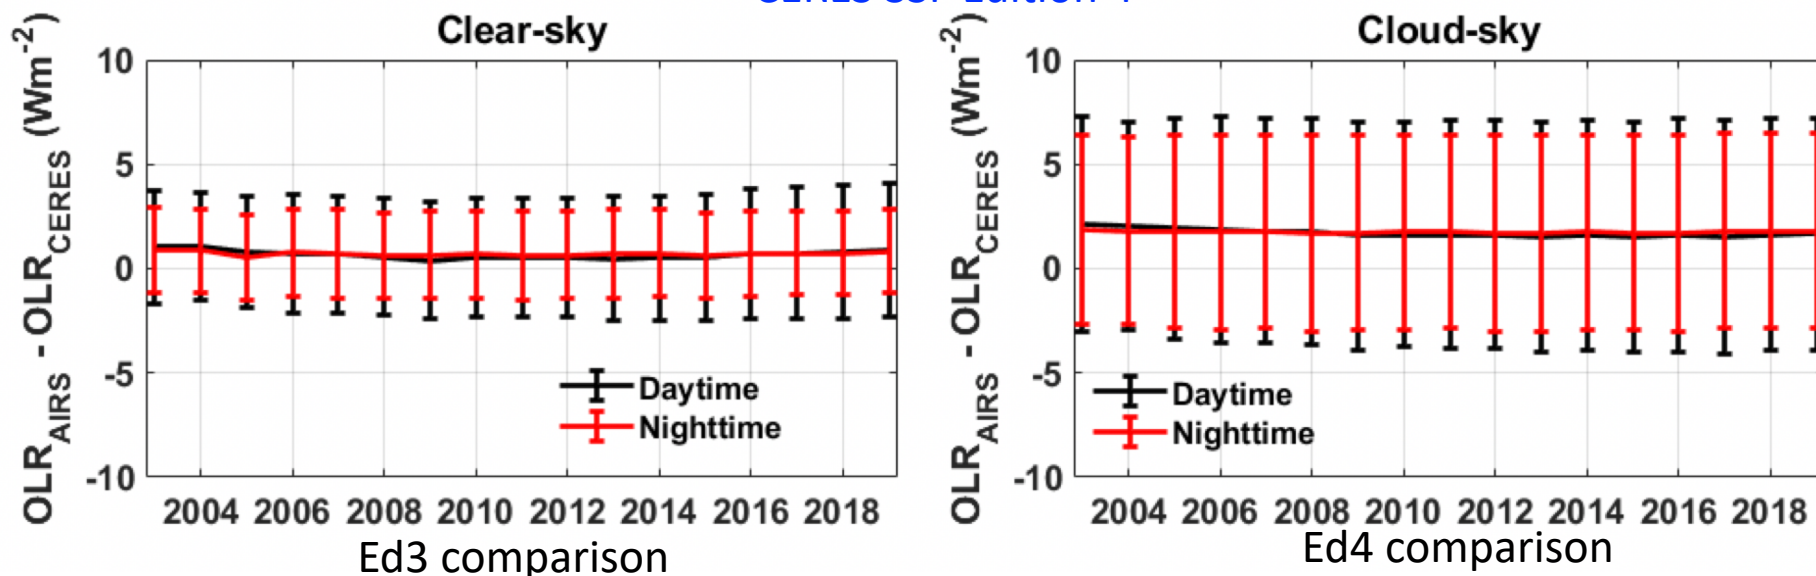 Clear-sky
OLR_AIRS - OLR_CERES (Wm^-2)
10
5
0
-5
-10
Daytime
Nighttime
2004 2006 2008 2010 2012 2014 2016 2018
Ed3 comparison
Cloud-sky
OLR_AIRS - OLR_CERES (Wm^-2)
10
5
0
-5
-10
Daytime
Nighttime
2004 2006 2008 2010 2012 2014 2016 2018
Ed4 comparison